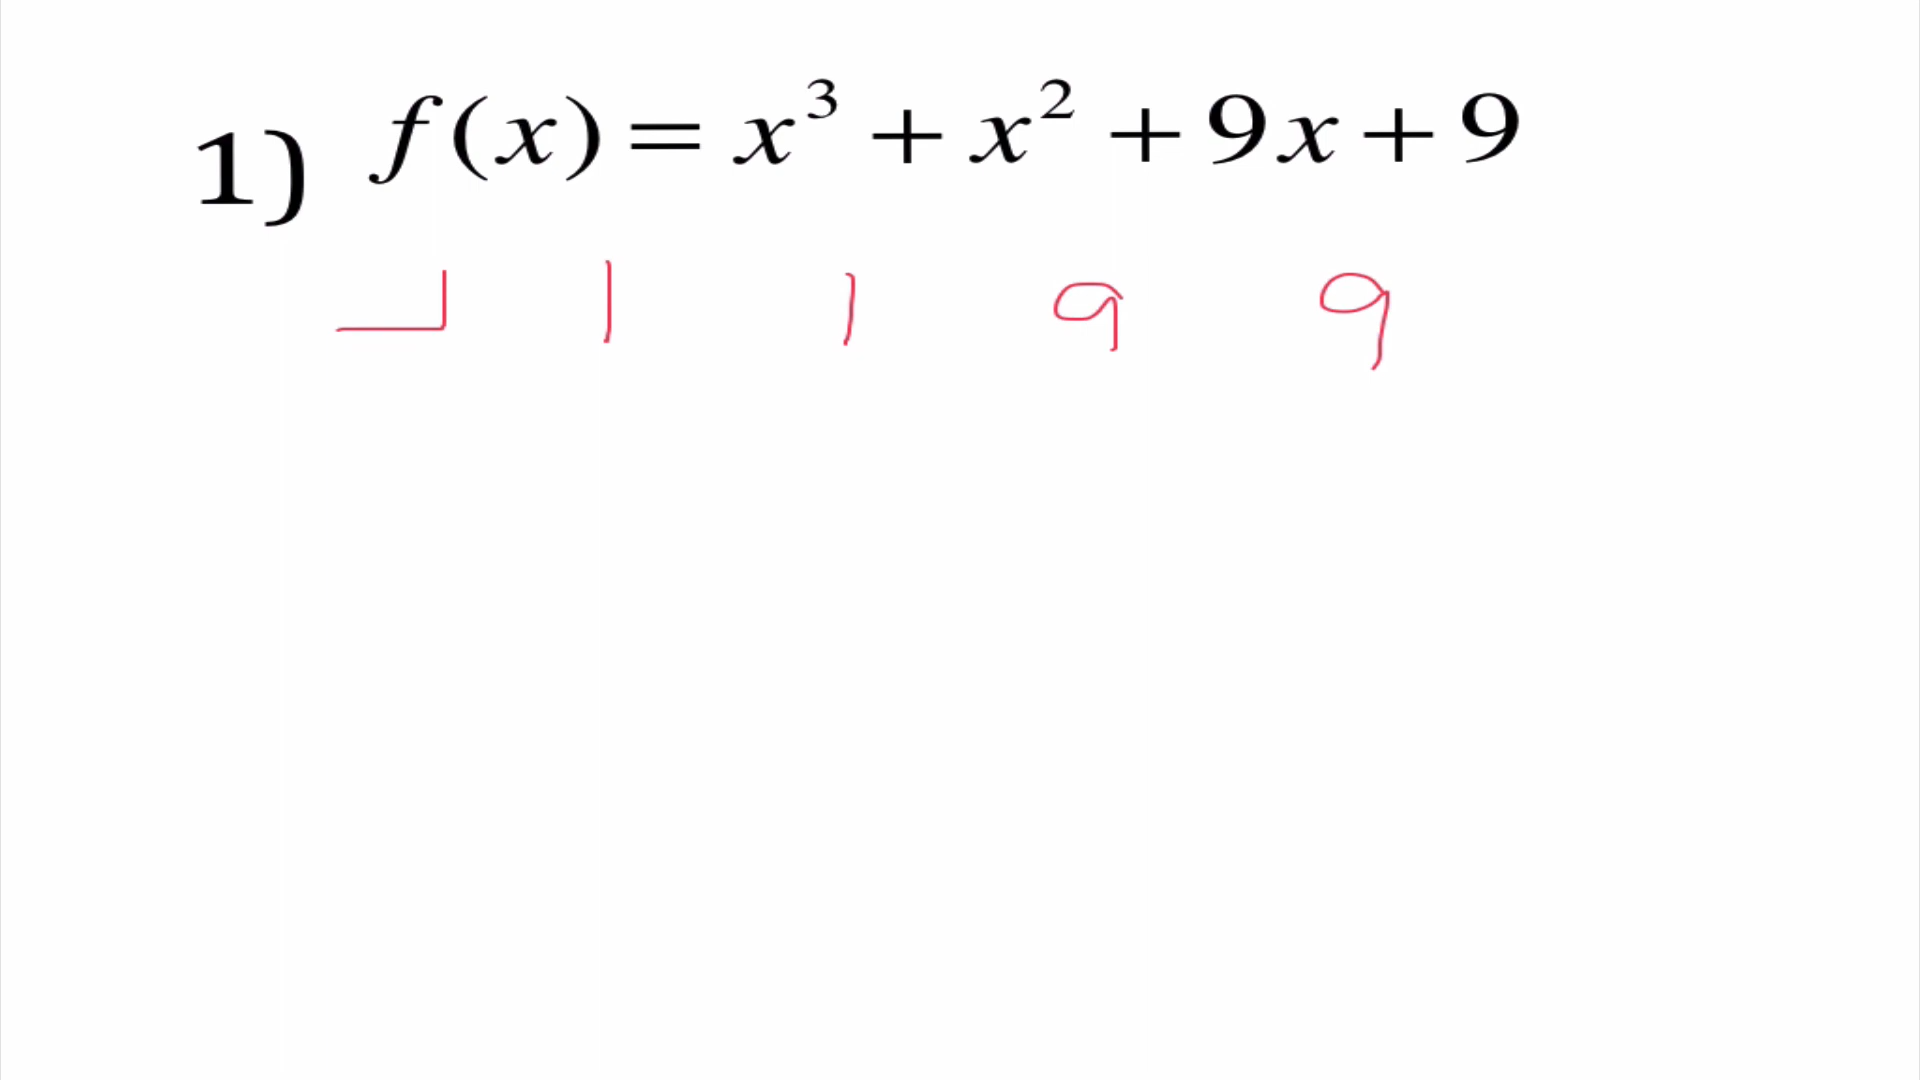 1) f(x) = x³ + x² + 9x + 9
1 1 9 9